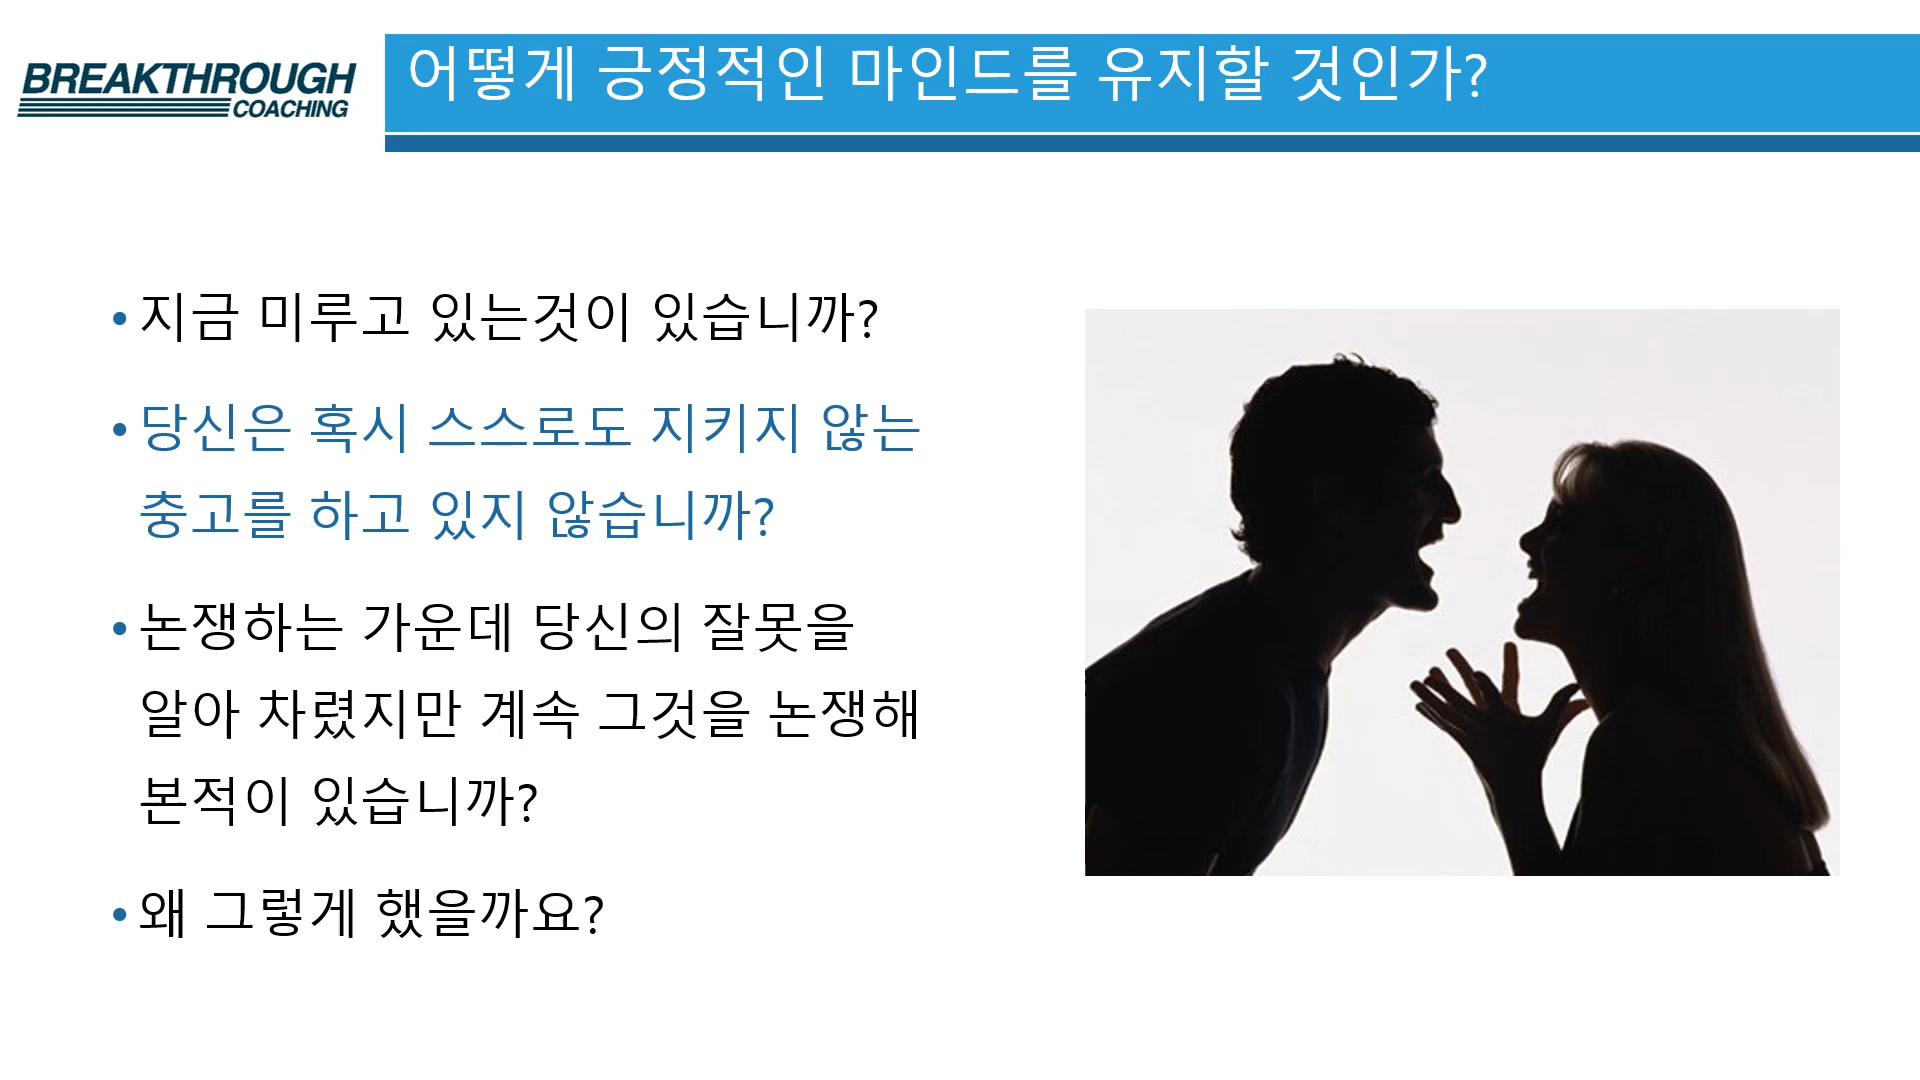 BREAKTHROUGH
COACHING
어떻게 긍정적인 마인드를 유지할 것인가?
• 지금 미루고 있는것이 있습니까?
• 당신은 혹시 스스로도 지키지 않는
충고를 하고 있지 않습니까?
• 논쟁하는 가운데 당신의 잘못을
알아 차렸지만 계속 그것을 논쟁해
본적이 있습니까?
• 왜 그렇게 했을까요?